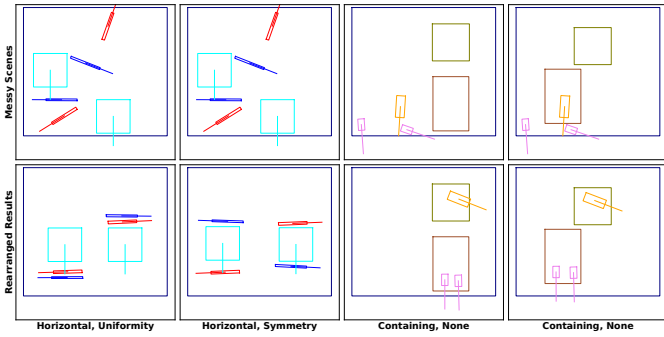 Messy Scenes
Rearranged Results
Horizontal, Uniformity
Horizontal, Symmetry
Containing, None
Containing, None